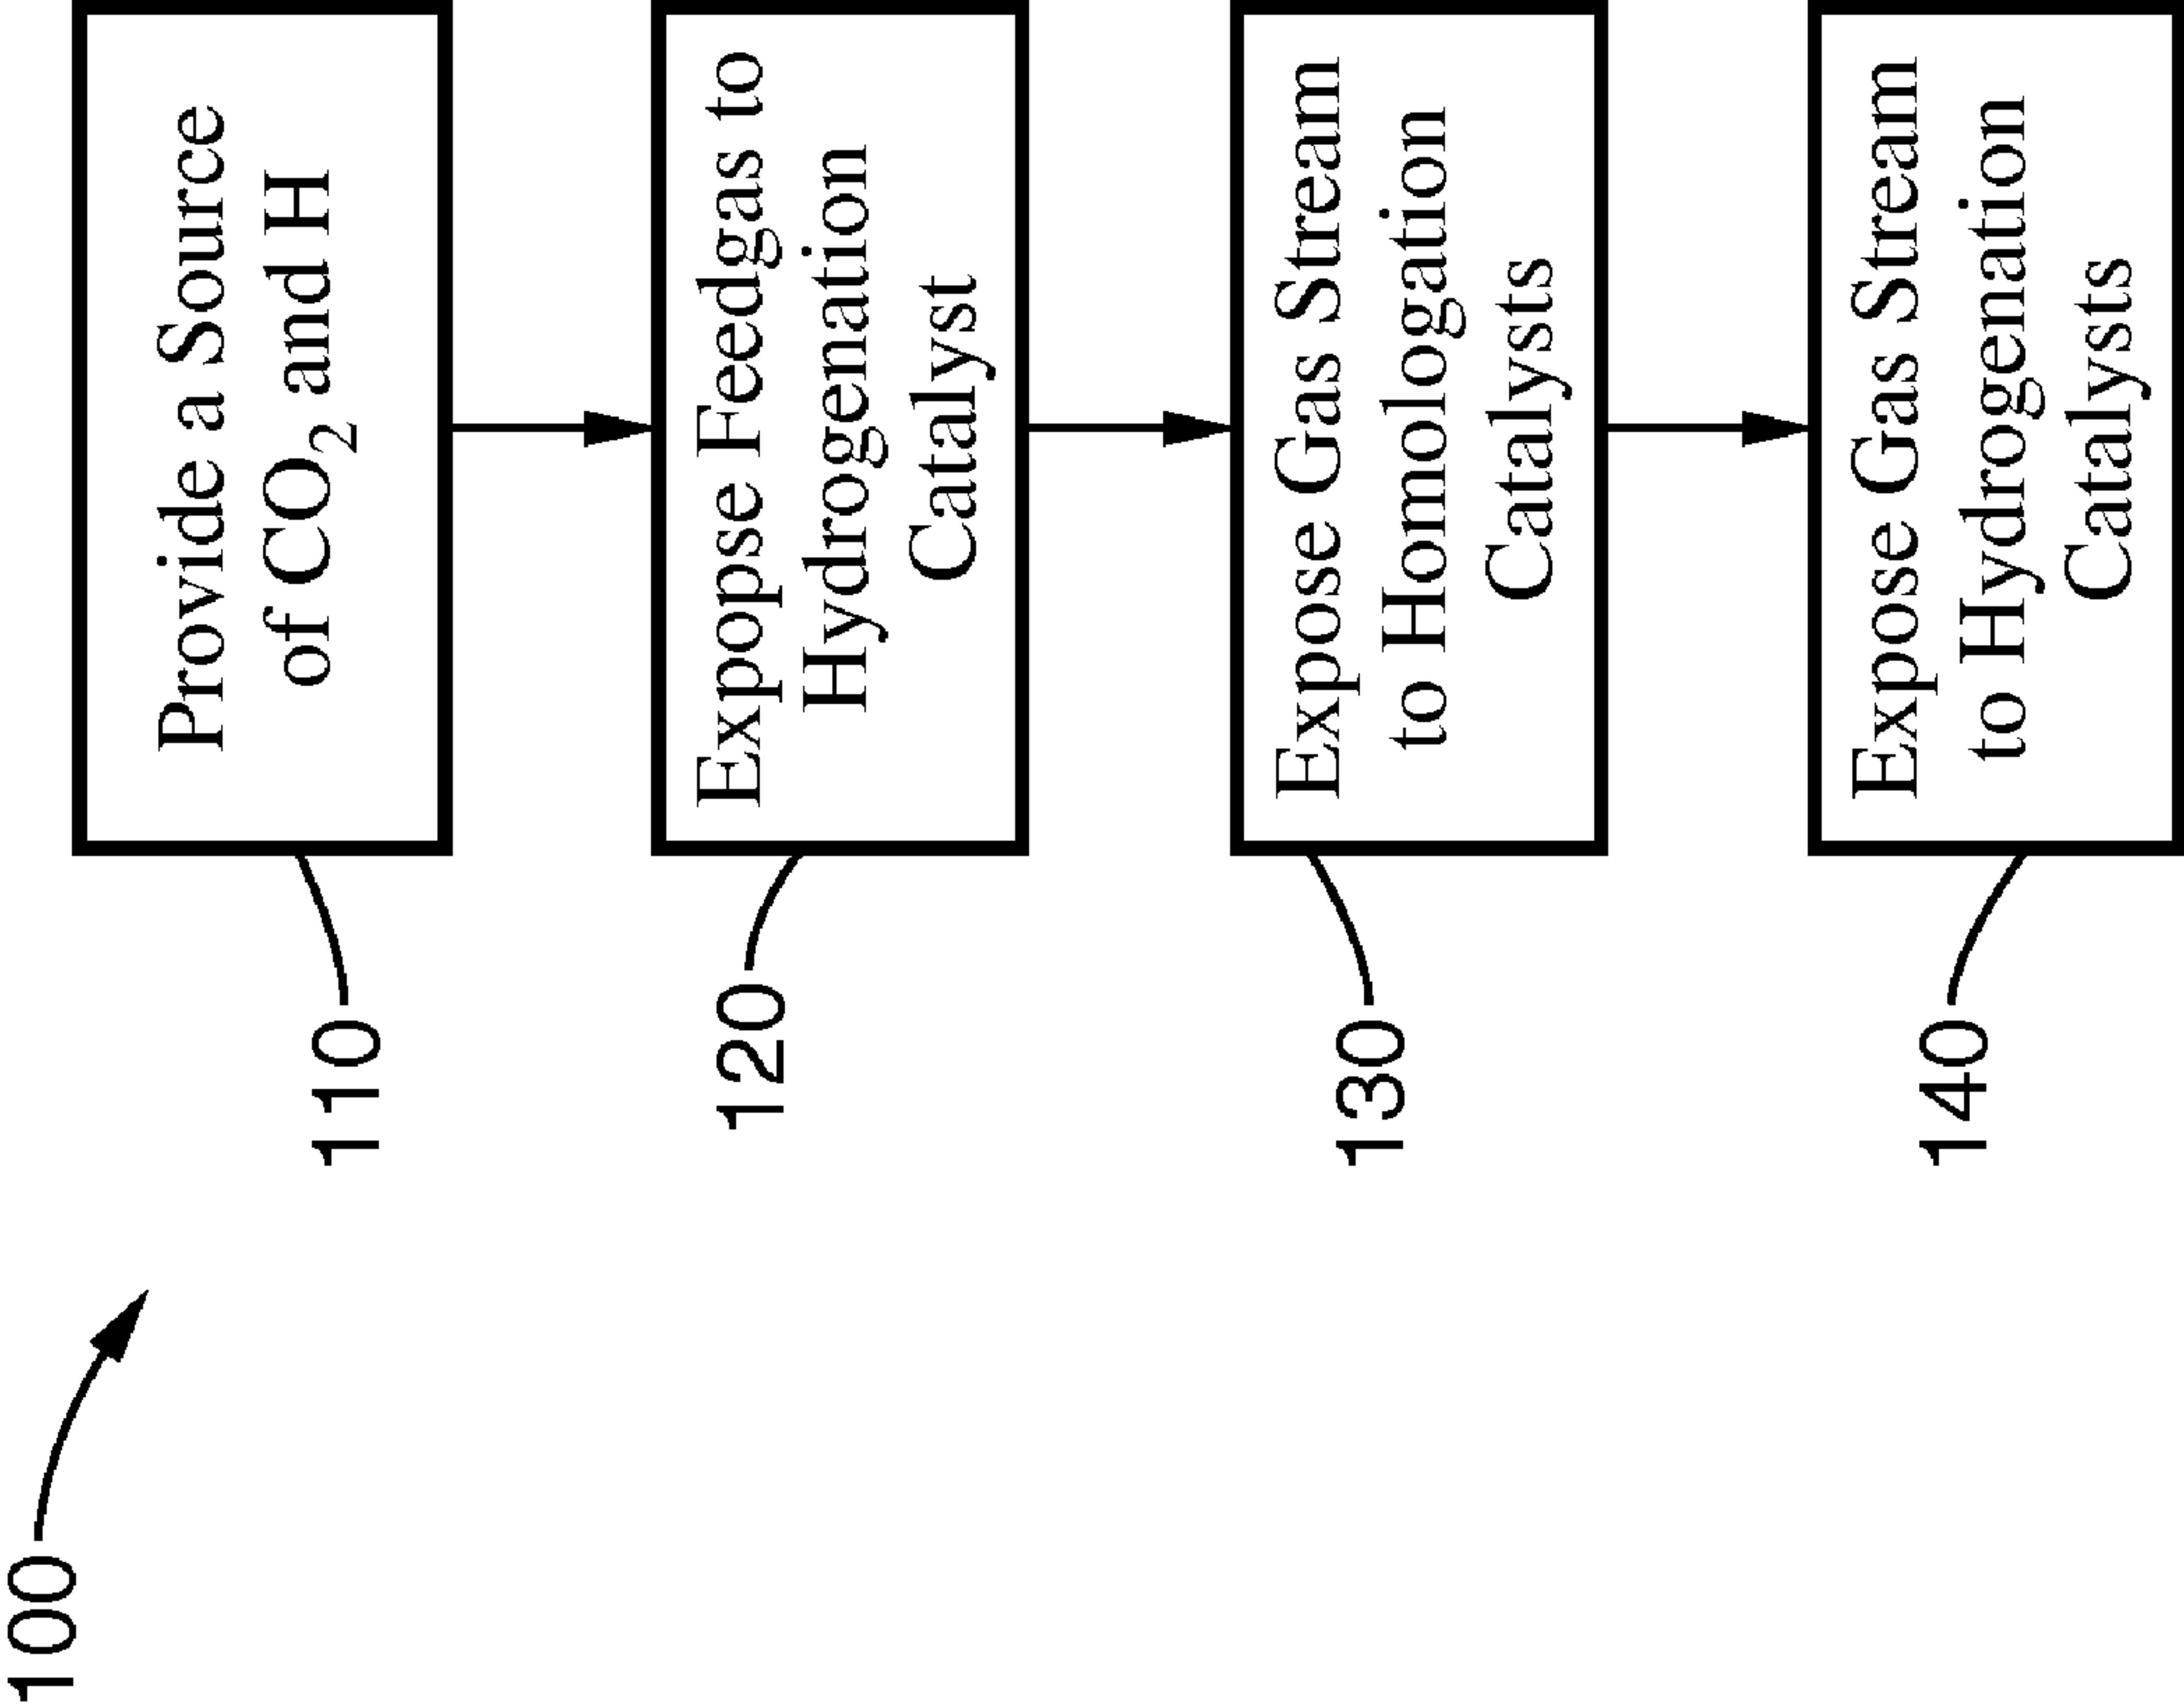 100
110
Provide a Source
of CO₂ and H
120
Expose Feedgas to
Hydrogenation
Catalyst
130
Expose Gas Stream
to Homologation
Catalysts
140
Expose Gas Stream
to Hydrogenation
Catalysts